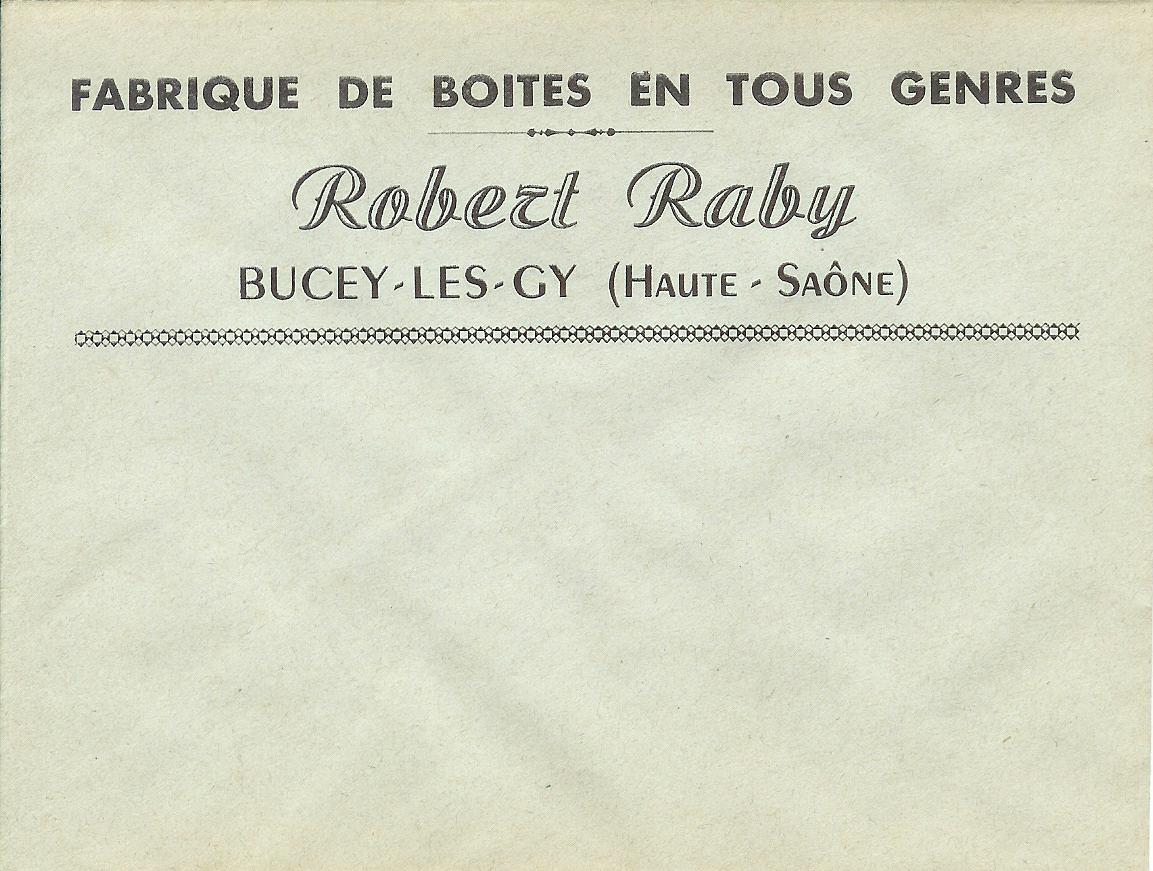 FABRIQUE DE BOITES EN TOUS GENRES
Robert Raby
BUCEY-LES-GY (HAUTE-SAÔNE)